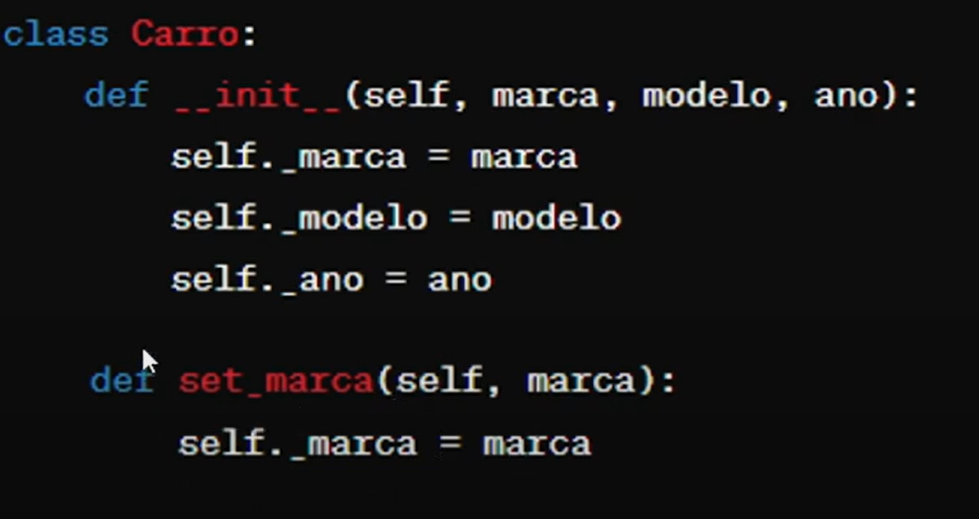 class Carro:
def __init__(self, marca, modelo, ano):
self._marca = marca
self._modelo = modelo
self._ano = ano
def set_marca(self, marca):
self._marca = marca